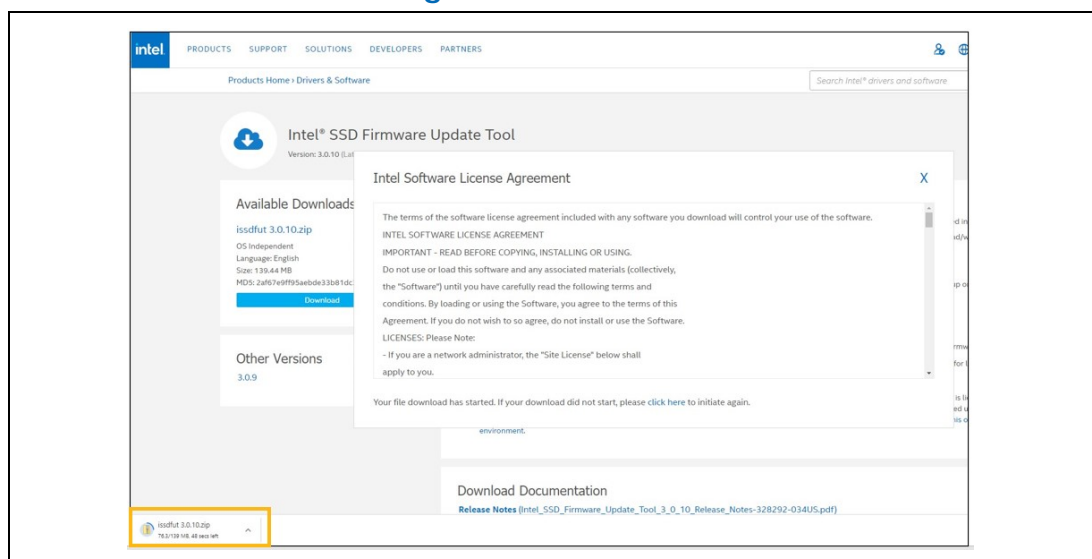 intel PRODUCTS SUPPORT SOLUTIONS DEVELOPERS PARTNERS
Products Home › Drivers & Software
Search Intel® drivers and software
Intel® SSD Firmware Update Tool
Version: 3.0.10
Available Downloads
issdfut 3.0.10.zip
OS Independent
Language: English
Size: 139.44 MB
Download
Other Versions
3.0.9
Intel Software License Agreement X
The terms of the software license agreement included with any software you download will control your use of the software.
INTEL SOFTWARE LICENSE AGREEMENT
IMPORTANT - READ BEFORE COPYING, INSTALLING OR USING.
Do not use or load this software and any associated materials (collectively,
the "Software") until you have carefully read the following terms and
conditions. By loading or using the Software, you agree to the terms of this
Agreement. If you do not wish to so agree, do not install or use the Software.
LICENSES: Please Note:
- If you are a network administrator, the "Site License" below shall
apply to you.
Your file download has started. If your download did not start, please click here to initiate again.
environment.
Download Documentation
Release Notes (Intel_SSD_Firmware_Update_Tool_3_0_10_Release_Notes-328292-034US.pdf)
issdfut 3.0.10.zip